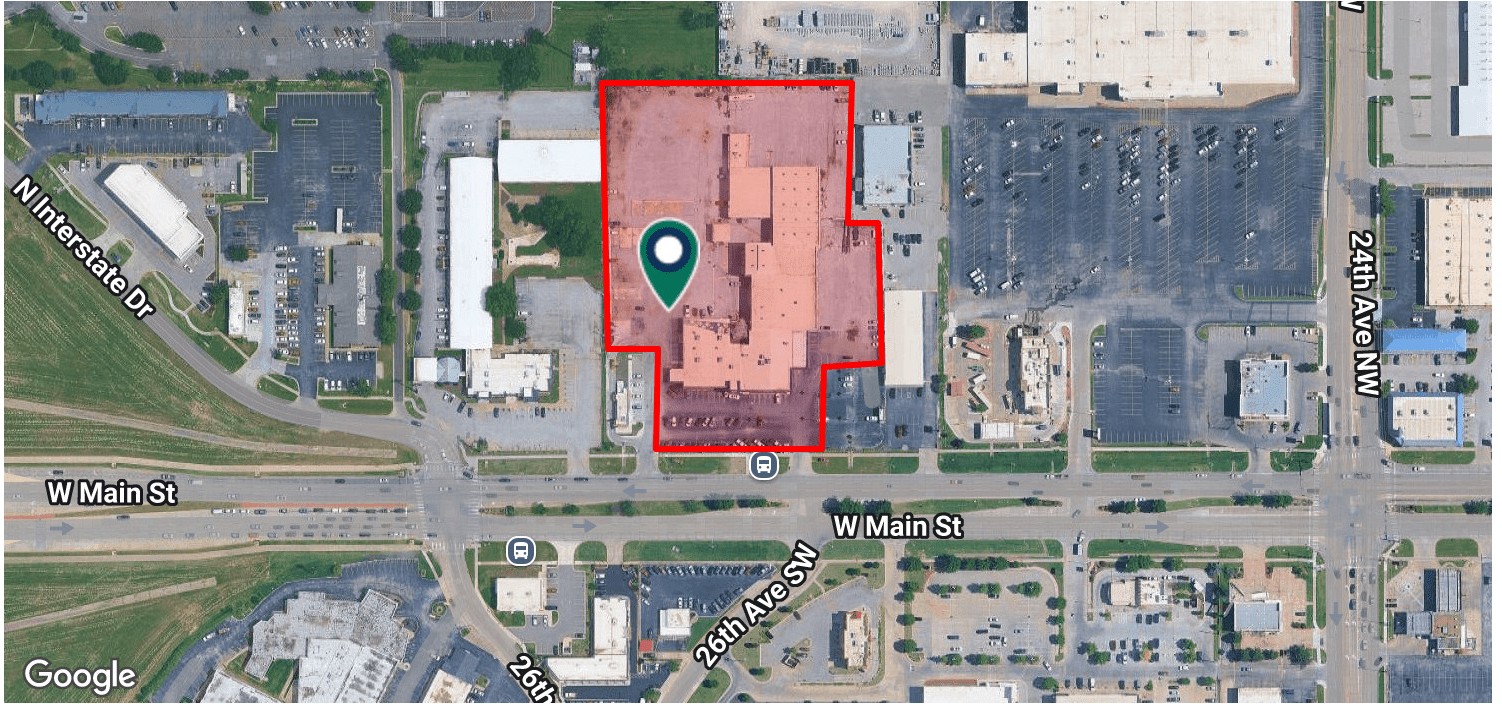 N Interstate Dr
24th Ave NW
W Main St
W Main St
26th Ave SW
26th
Google